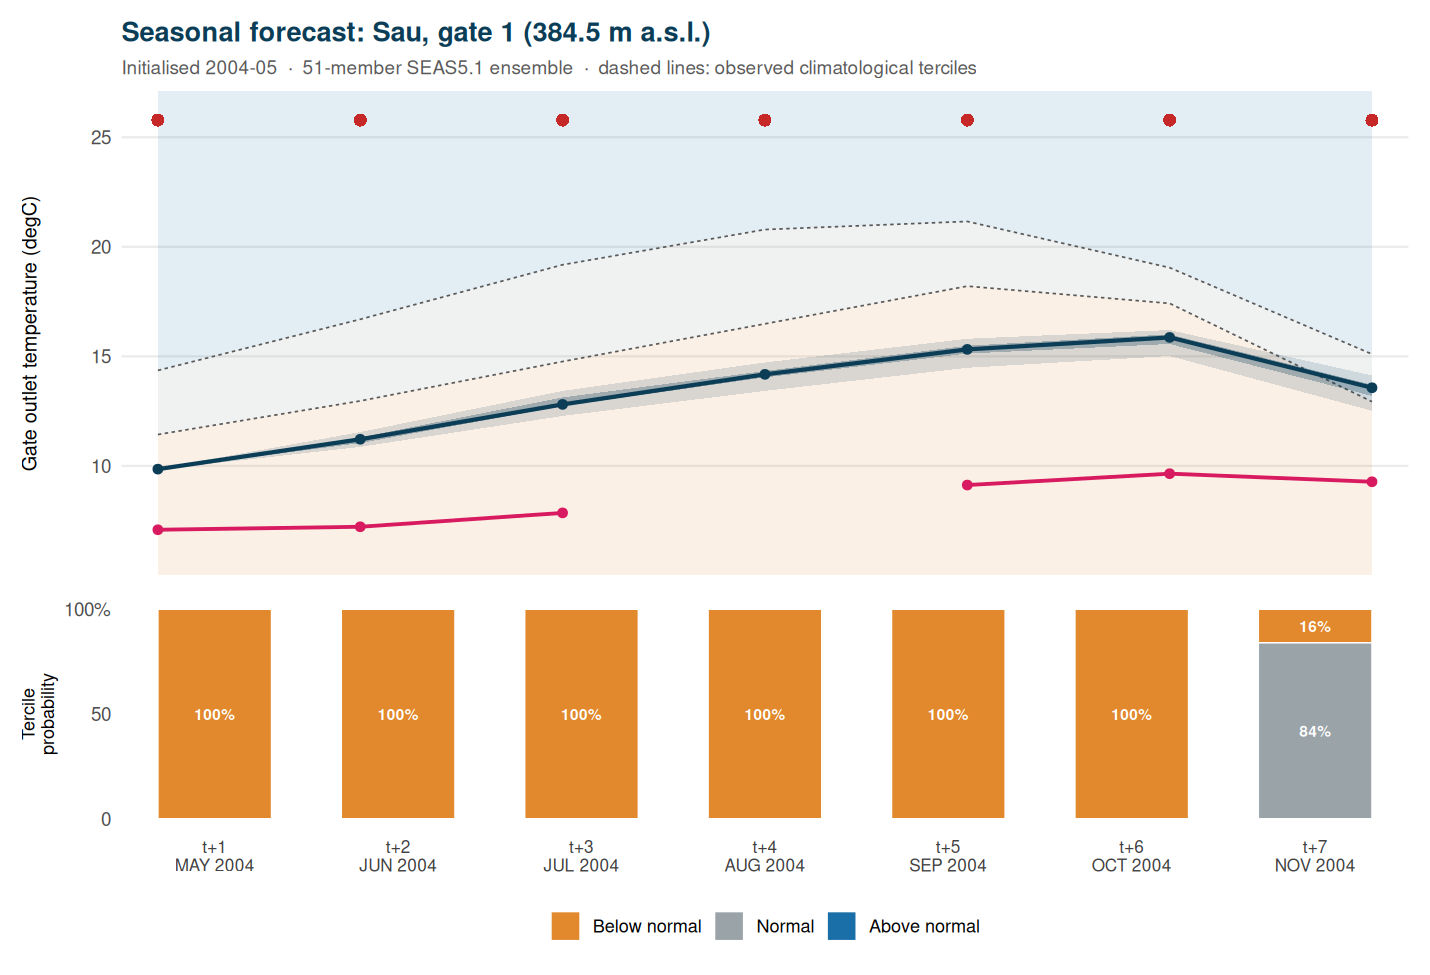 Seasonal forecast: Sau, gate 1 (384.5 m a.s.l.)
Initialised 2004-05 · 51-member SEAS5.1 ensemble · dashed lines: observed climatological terciles
Gate outlet temperature (degC)
25
20
15
10
Tercile
probability
100%
50
0
100%
100%
100%
100%
100%
100%
16%
84%
t+1
MAY 2004
t+2
JUN 2004
t+3
JUL 2004
t+4
AUG 2004
t+5
SEP 2004
t+6
OCT 2004
t+7
NOV 2004
Below normal
Normal
Above normal